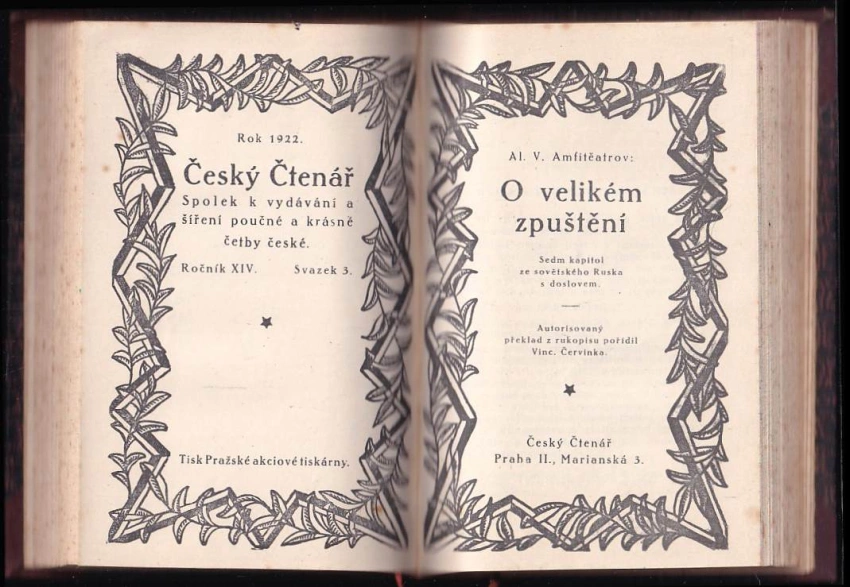 Rok 1922.
Český Čtenář
Spolek k vydávání a
šíření poučné a krásné
četby české.
Ročník XIV. Svazek 3.
Tisk Pražské akciové tiskárny.
Al. V. Amfitěatrov:
O velikém
zpuštění
Sedm kapitol
ze sovětského Ruska
s doslovem.
Autorisovaný
překlad z rukopisu pořídil
Vinc. Červinka.
Český Čtenář
Praha II., Marianská 3.